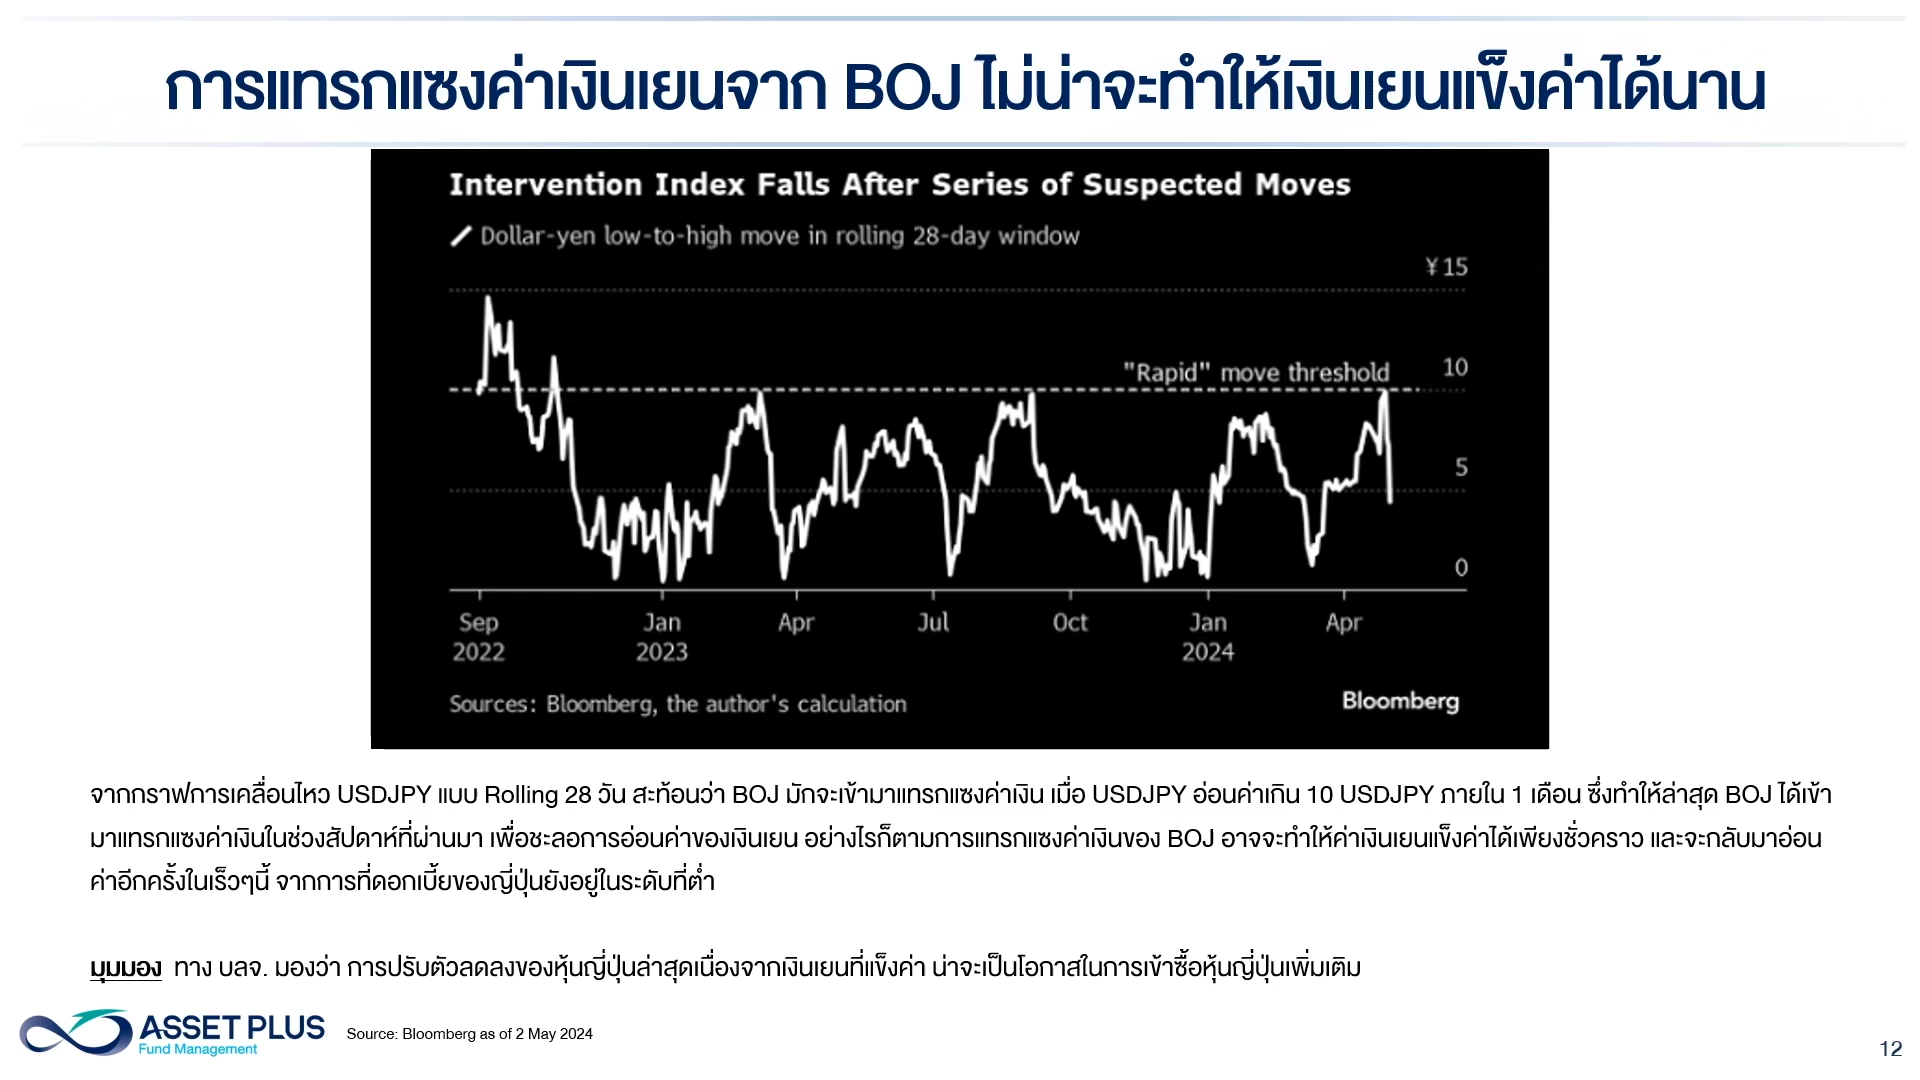 การแทรกแซงค่าเงินเยนจาก BOJ ไม่น่าจะทำให้เงินเยนแข็งค่าได้นาน
Intervention Index Falls After Series of Suspected Moves
Dollar-yen low-to-high move in rolling 28-day window
¥15
"Rapid" move threshold
10
5
0
Sep Jan Apr Jul Oct Jan Apr
2022 2023 2024
Sources: Bloomberg, the author's calculation
Bloomberg
จากกราฟการเคลื่อนไหว USDJPY แบบ Rolling 28 วัน สะท้อนว่า BOJ มักจะเข้ามาแทรกแซงค่าเงิน เมื่อ USDJPY อ่อนค่าเกิน 10 USDJPY ภายใน 1 เดือน ซึ่งทำให้ล่าสุด BOJ ได้เข้า
มาแทรกแซงค่าเงินในช่วงสัปดาห์ที่ผ่านมา เพื่อชะลอการอ่อนค่าของเงินเยน อย่างไรก็ตามการแทรกแซงค่าเงินของ BOJ อาจจะทำให้ค่าเงินเยนแข็งค่าได้เพียงชั่วคราว และจะกลับมาอ่อน
ค่าอีกครั้งในเร็วๆนี้ จากการที่ดอกเบี้ยของญี่ปุ่นยังอยู่ในระดับที่ต่ำ
มุมมอง ทาง บลจ. มองว่า การปรับตัวลดลงของหุ้นญี่ปุ่นล่าสุดเนื่องจากเงินเยนที่แข็งค่า น่าจะเป็นโอกาสในการเข้าซื้อหุ้นญี่ปุ่นเพิ่มเติม
ASSET PLUS
Fund Management
Source: Bloomberg as of 2 May 2024
12